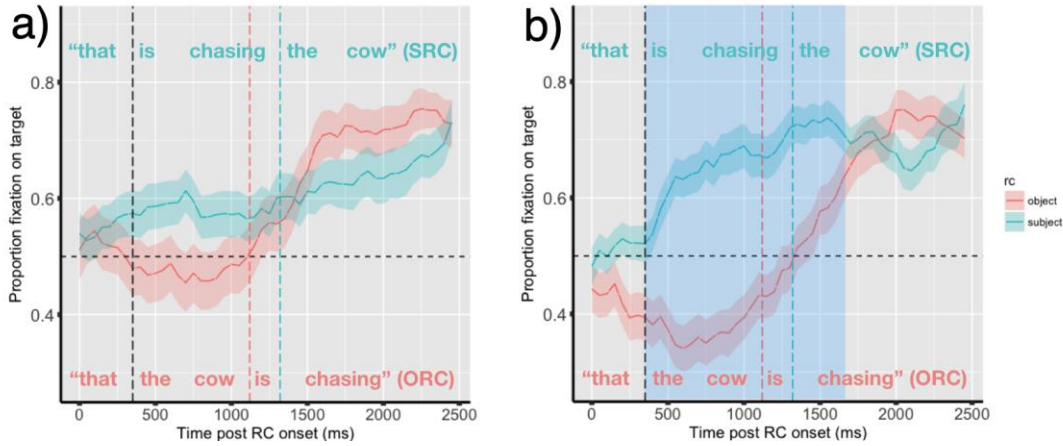 a)
"that is chasing the cow" (SRC)
0.8
0.6
0.4
Proportion fixation on target
"that the cow is chasing" (ORC)
0 500 1000 1500 2000 2500
Time post RC onset (ms)
b)
"that is chasing the cow" (SRC)
0.8
0.6
0.4
Proportion fixation on target
"that the cow is chasing" (ORC)
0 500 1000 1500 2000 2500
Time post RC onset (ms)
rc
object
subject